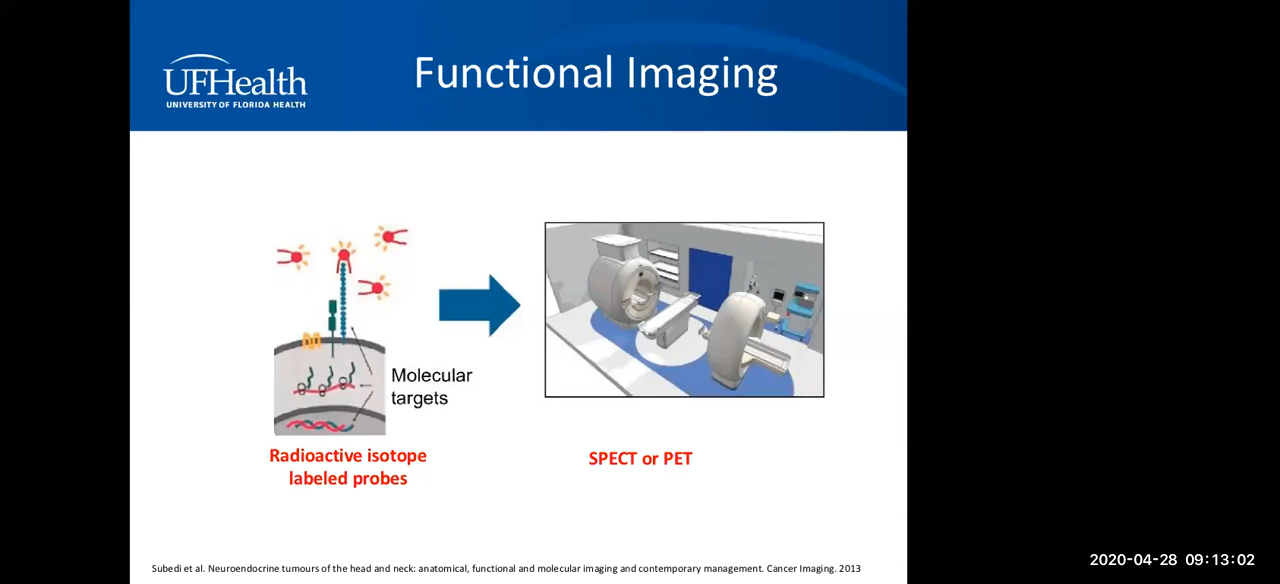 UFHealth
UNIVERSITY OF FLORIDA HEALTH
Functional Imaging
Molecular
targets
Radioactive isotope
labeled probes
SPECT or PET
Subedi et al. Neuroendocrine tumours of the head and neck: anatomical, functional and molecular imaging and contemporary management. Cancer Imaging. 2013
2020-04-28 09:13:02